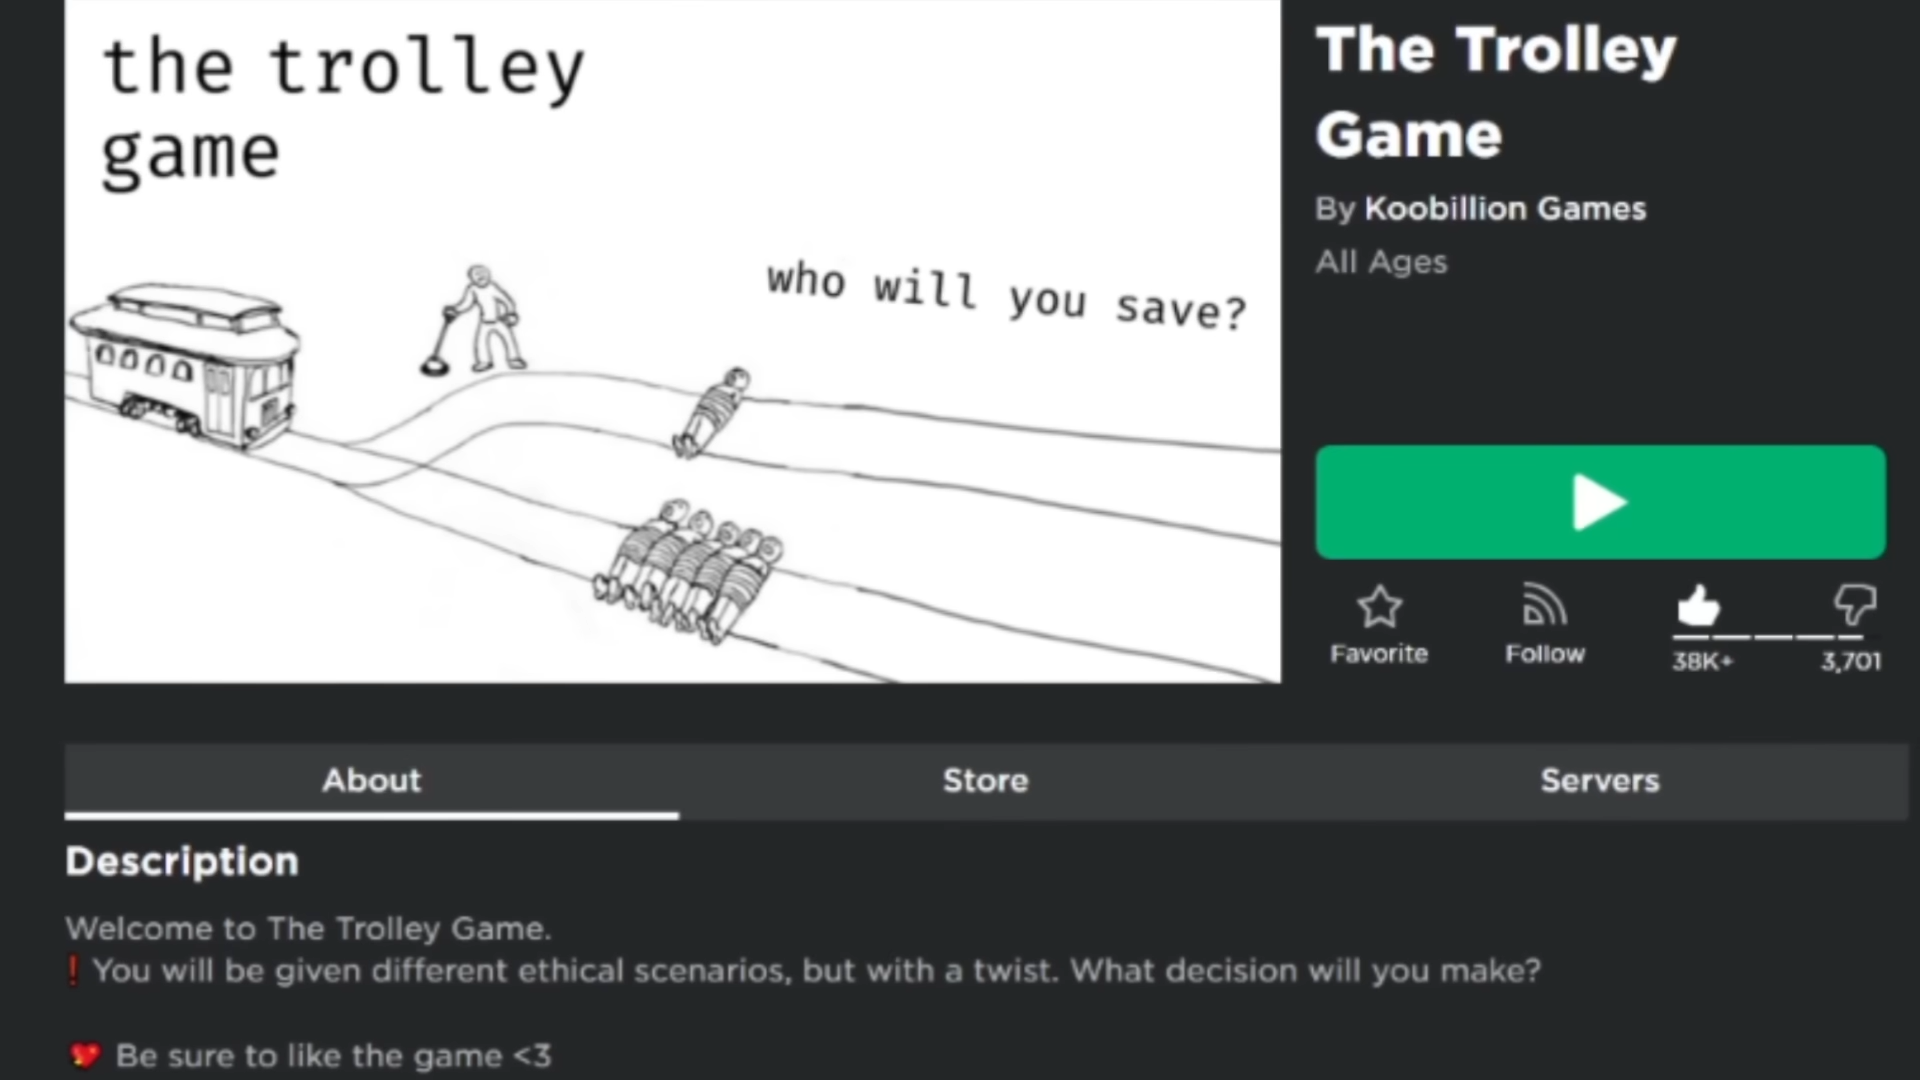 the trolley
game
who will you save?
The Trolley
Game
By Koobillion Games
All Ages
Favorite
Follow
38K+
3,701
About
Store
Servers
Description
Welcome to The Trolley Game.
❗ You will be given different ethical scenarios, but with a twist. What decision will you make?
💘 Be sure to like the game <3